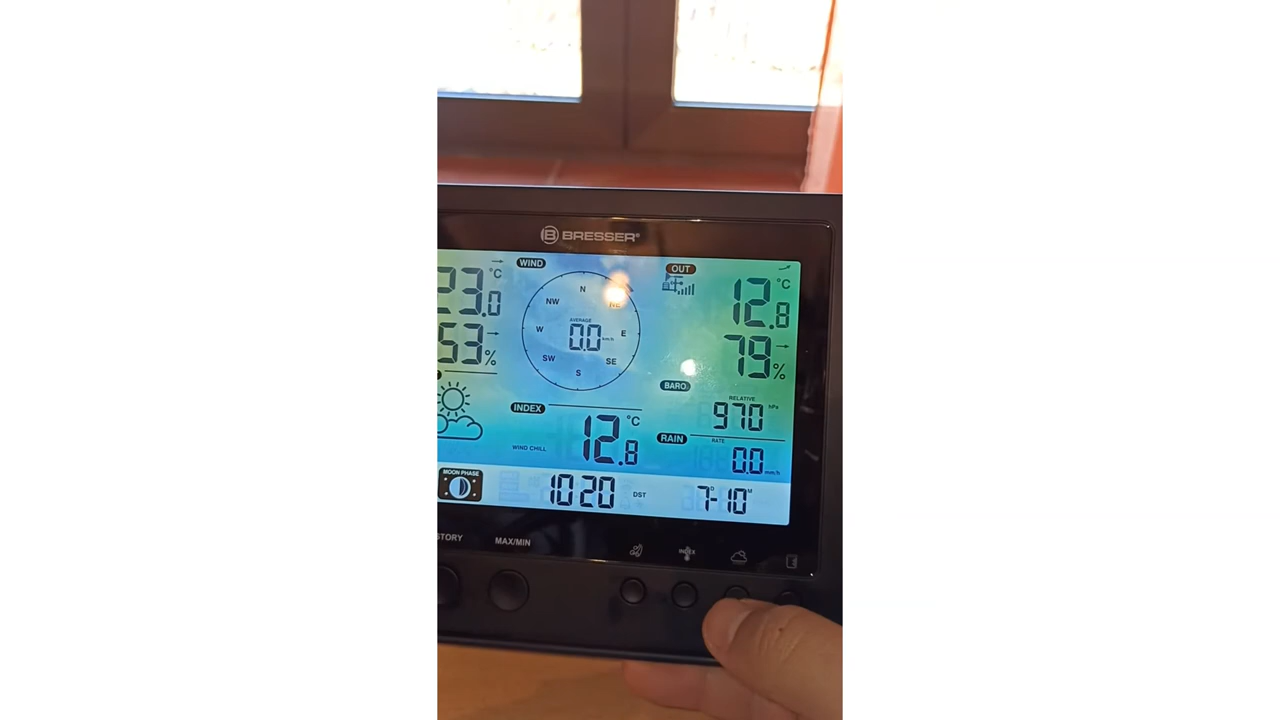 BRESSER®
23.0 °C
WIND
N
NW
NE
W
AVERAGE
0.0 km/h
E
SW
SE
S
OUT
12.8 °C
53%
79%
BARO
RELATIVE
970 hPa
INDEX
WIND CHILL
12.8 °C
RAIN
RATE
0.0 mm/h
MOON PHASE
10 20 DST
7D-10M
STORY
MAX/MIN
INDEX